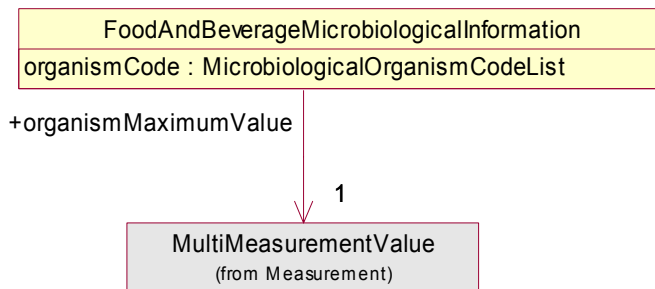 FoodAndBeverageMicrobiologicalInformation
organismCode : MicrobiologicalOrganismCodeList
+organismMaximumValue
1
MultiMeasurementValue
(from Measurement)